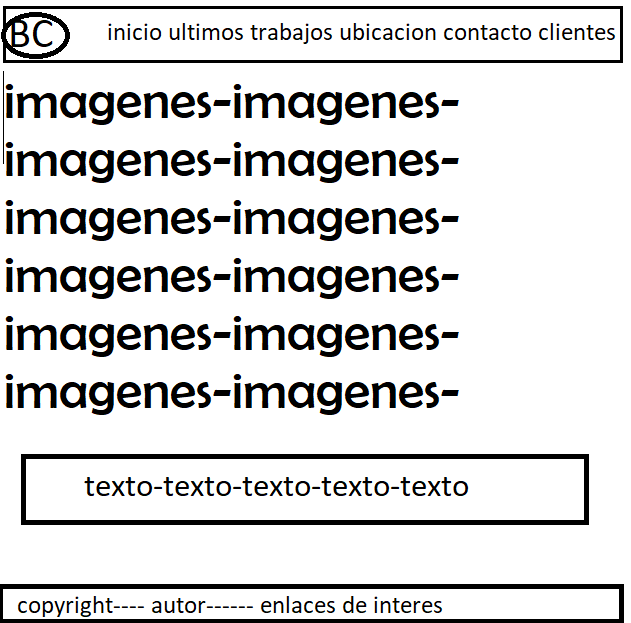 BC inicio ultimos trabajos ubicacion contacto clientes
imagenes-imagenes-
imagenes-imagenes-
imagenes-imagenes-
imagenes-imagenes-
imagenes-imagenes-
imagenes-imagenes-
texto-texto-texto-texto-texto
copyright---- autor------ enlaces de interes